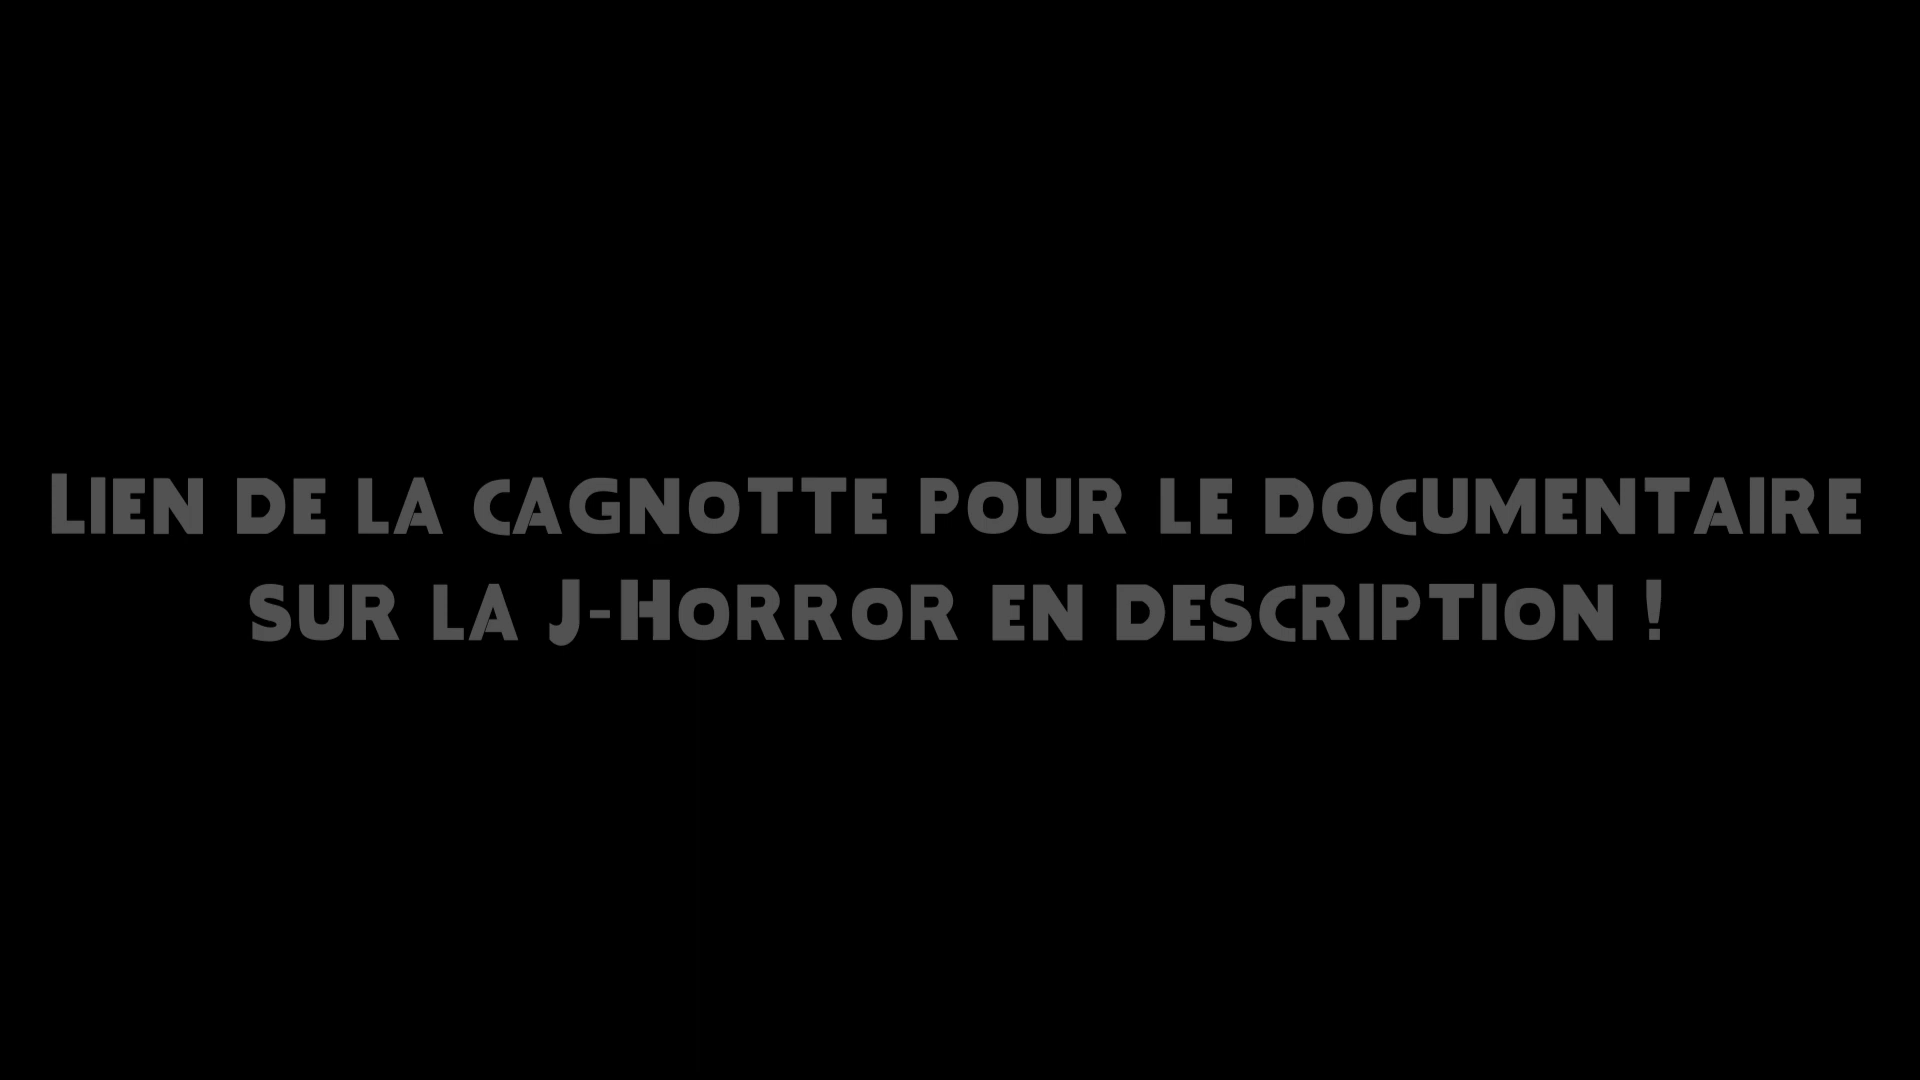 Lien de la cagnotte pour le documentaire
sur la J-Horror en description !